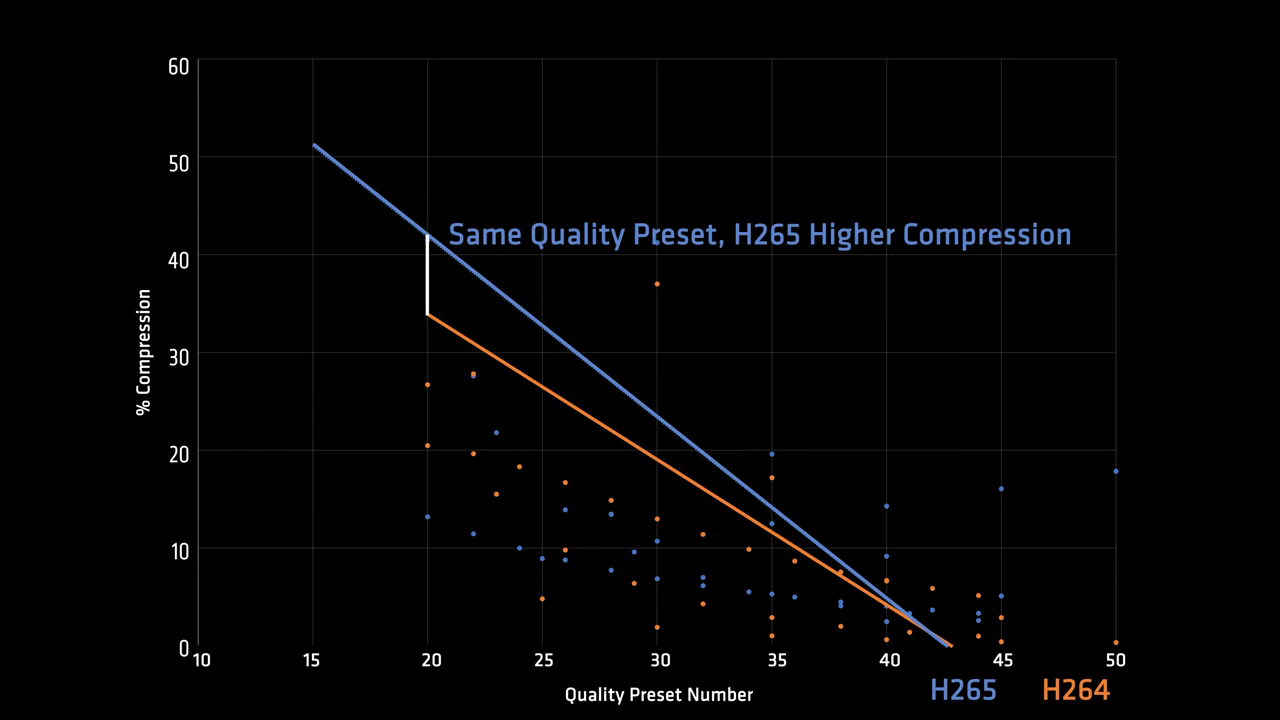 60
50
Same Quality Preset, H265 Higher Compression
40
30
% Compression
20
10
0
10 15 20 25 30 35 40 45 50
Quality Preset Number
H265 H264